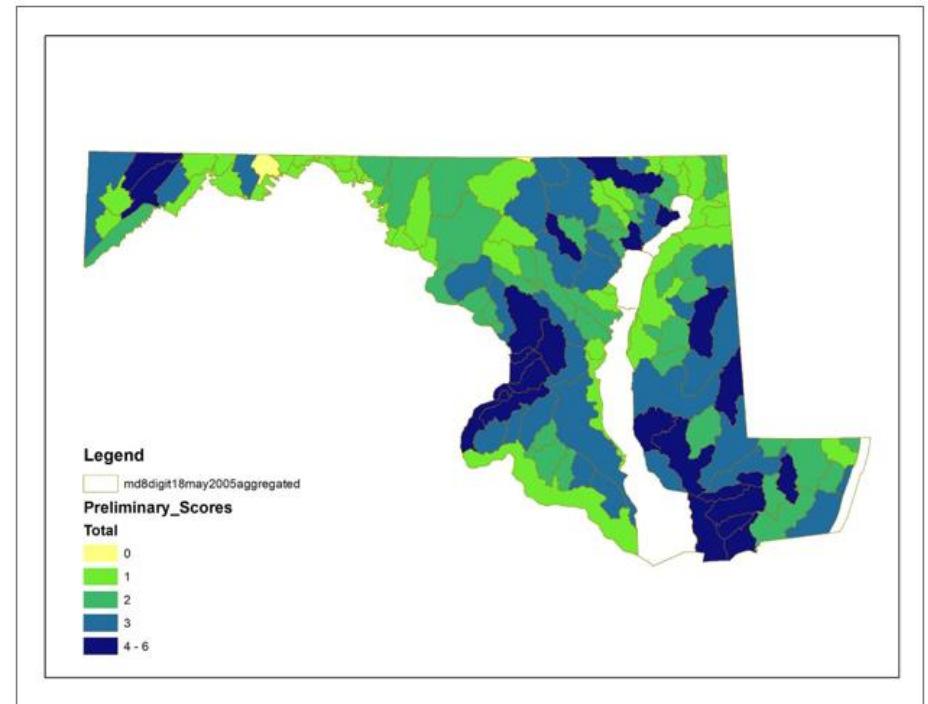 Legend
md8digit18may2005aggregated
Preliminary_Scores
Total
0
1
2
3
4 - 6